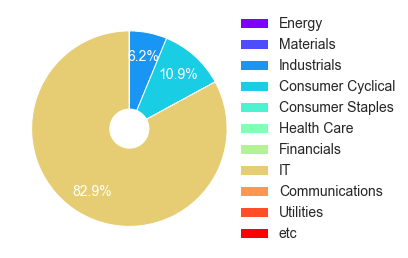 6.2%
10.9%
82.9%
Energy
Materials
Industrials
Consumer Cyclical
Consumer Staples
Health Care
Financials
IT
Communications
Utilities
etc